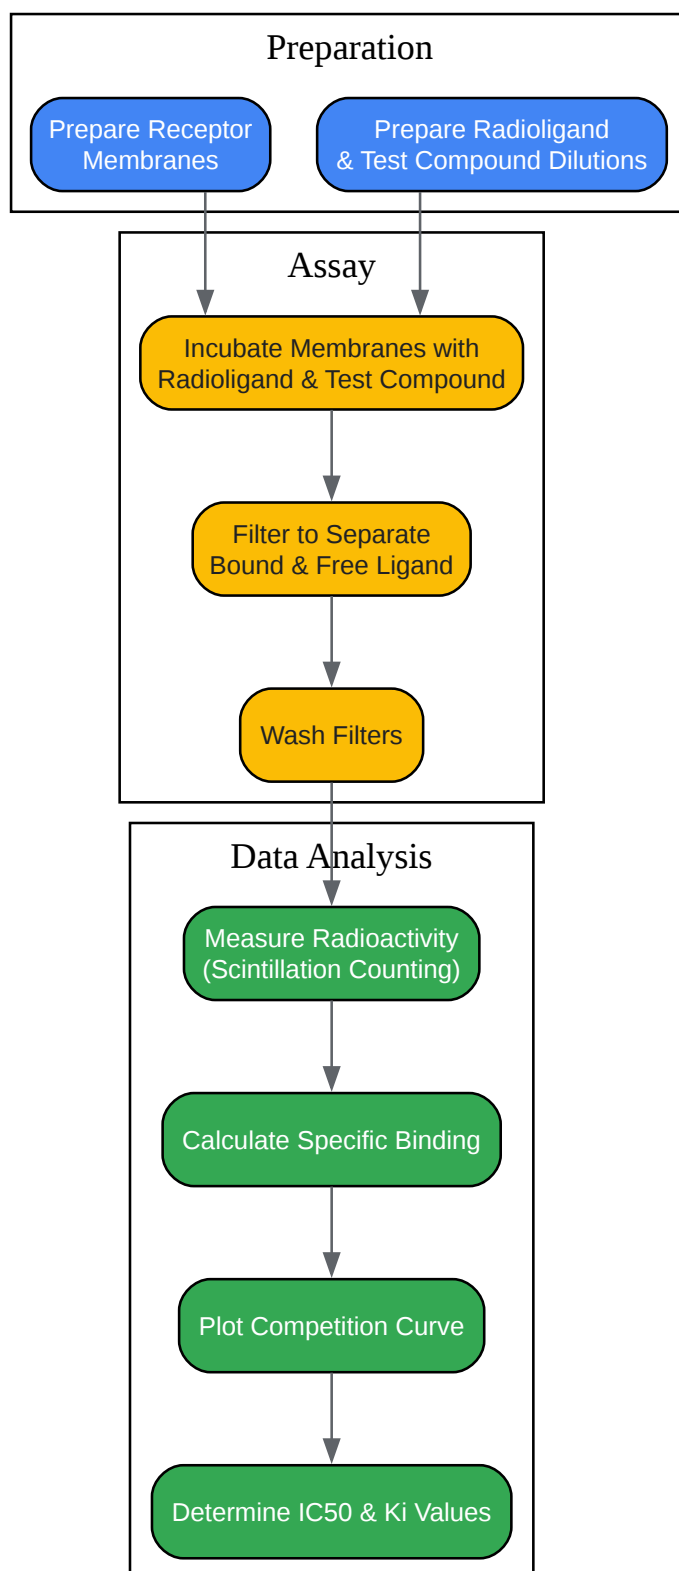 Preparation
Prepare Receptor
Membranes
Prepare Radioligand
& Test Compound Dilutions
Assay
Incubate Membranes with
Radioligand & Test Compound
Filter to Separate
Bound & Free Ligand
Wash Filters
Data Analysis
Measure Radioactivity
(Scintillation Counting)
Calculate Specific Binding
Plot Competition Curve
Determine IC50 & Ki Values